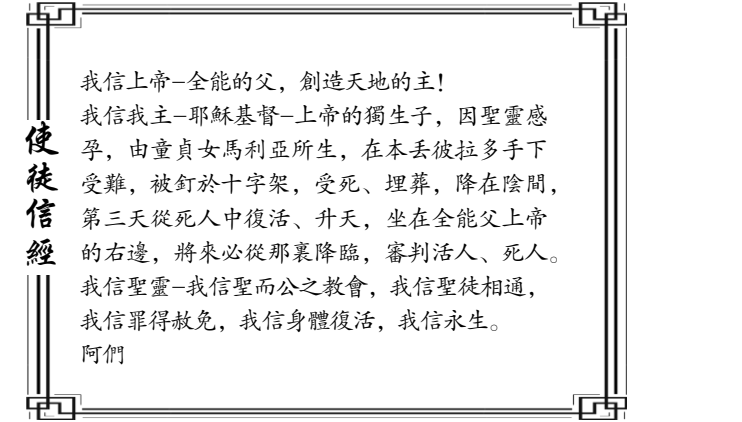 使徒信經
我信上帝–全能的父，創造天地的主！
我信我主–耶穌基督–上帝的獨生子，因聖靈感
孕，由童貞女馬利亞所生，在本丟彼拉多手下
受難，被釘於十字架，受死、埋葬，降在陰間，
第三天從死人中復活、升天，坐在全能父上帝
的右邊，將來必從那裏降臨，審判活人、死人。
我信聖靈–我信聖而公之教會，我信聖徒相通，
我信罪得赦免，我信身體復活，我信永生。
阿們